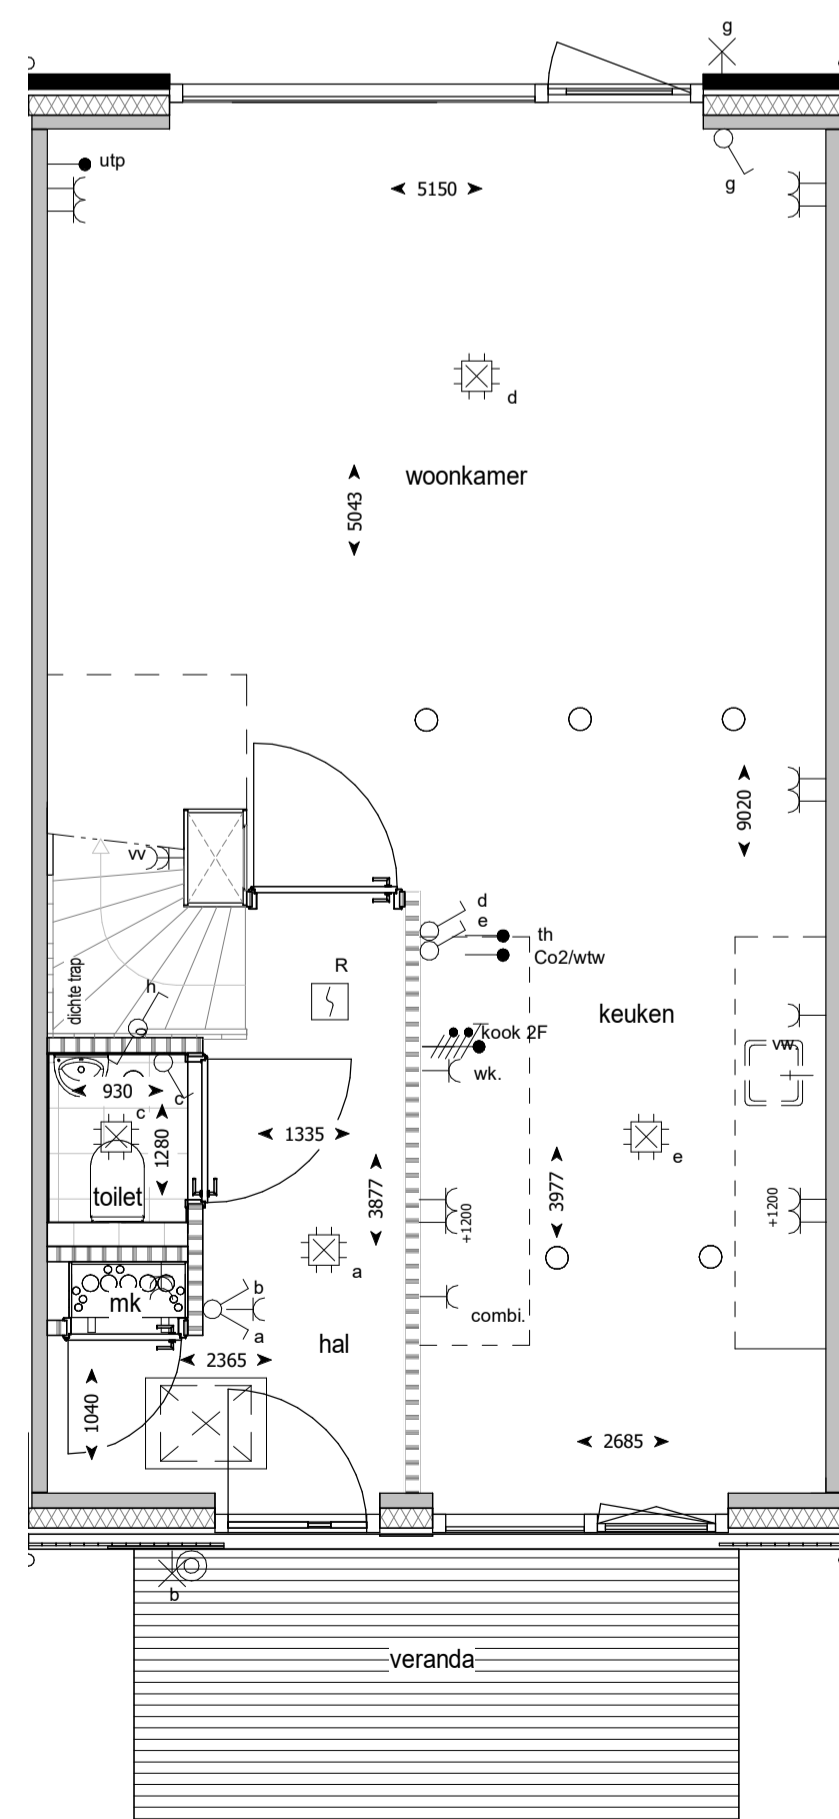 g
utp
5150
g
d
woonkamer
5043
9020
vv
d
e
th
Co2/wtw
dichte trap
R
h
keuken
kook 2F
vw.
wk.
930
c
c
1280
1335
e
toilet
3877
3977
+1200
+1200
a
b
mk
combi.
a
hal
2365
1040
2685
b
veranda